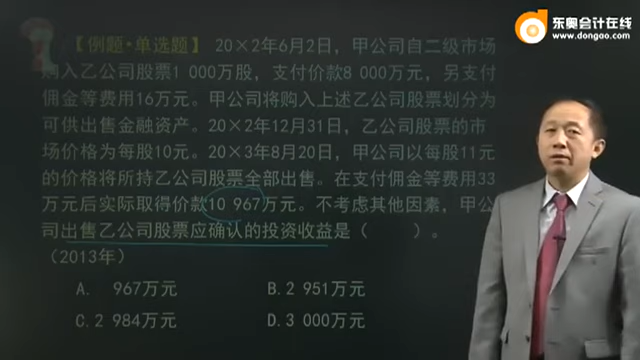 东奥会计在线
www.dongao.com
【例题·单选题】 20×2年6月2日，甲公司自二级市场
购入乙公司股票1 000万股，支付价款8 000万元，另支付
佣金等费用16万元。甲公司将购入上述乙公司股票划分为
可供出售金融资产。20×2年12月31日，乙公司股票的市
场价格为每股10元。20×3年8月20日，甲公司以每股11元
的价格将所持乙公司股票全部出售。在支付佣金等费用33
万元后实际取得价款10 967万元。不考虑其他因素，甲公
司出售乙公司股票应确认的投资收益是（ ）。
（2013年）
A. 967万元 B.2 951万元
C.2 984万元 D.3 000万元